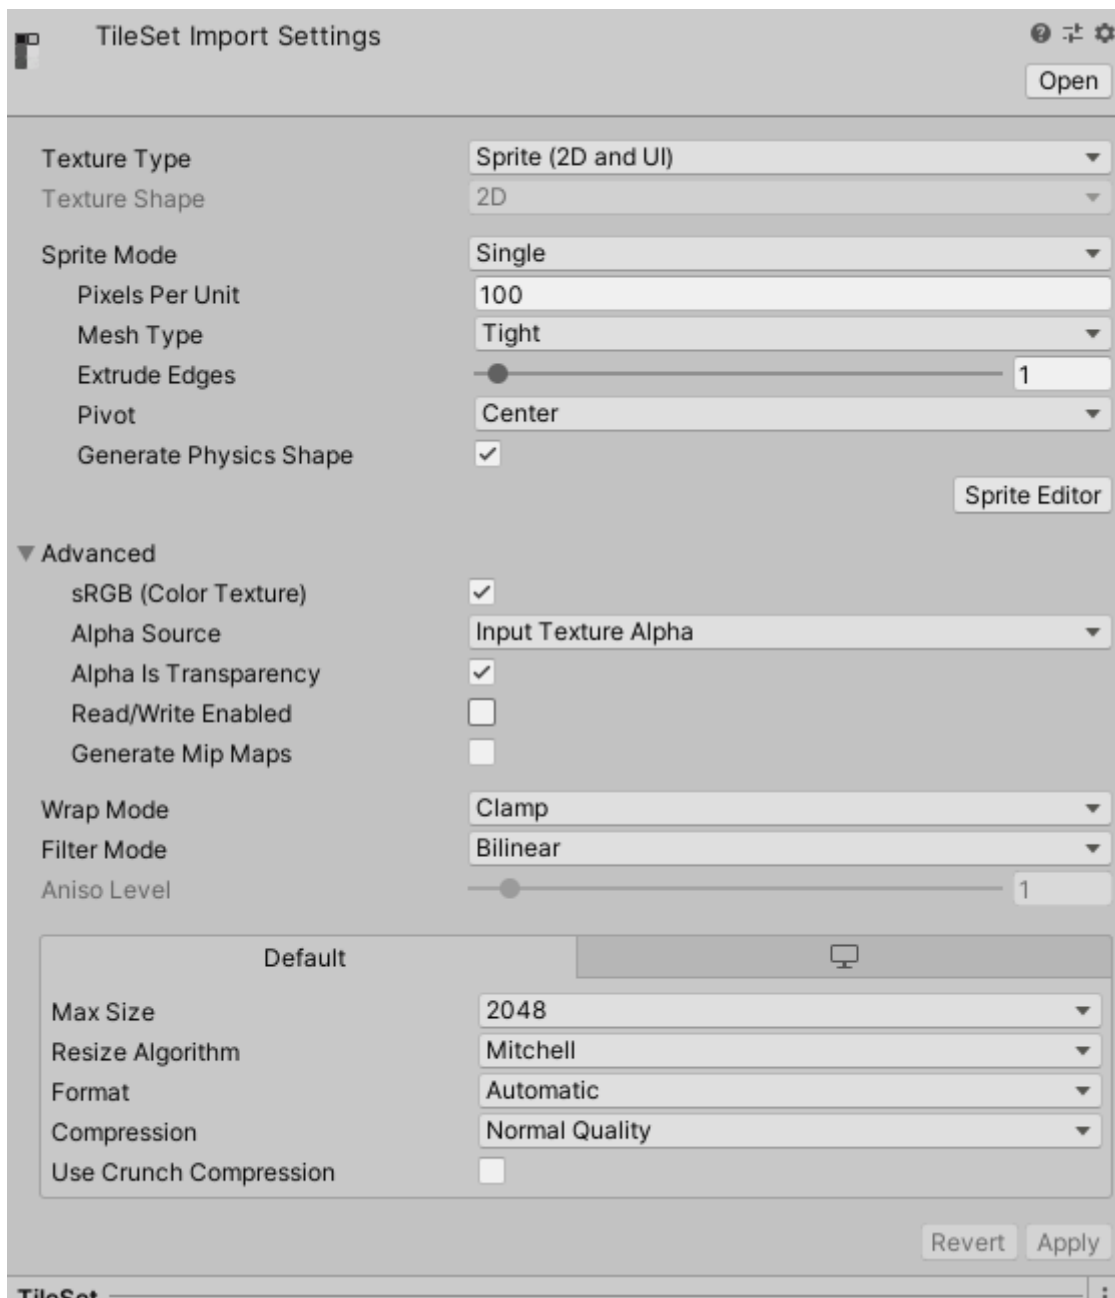 TileSet Import Settings
Open
Texture Type Sprite (2D and UI)
Texture Shape 2D
Sprite Mode Single
Pixels Per Unit 100
Mesh Type Tight
Extrude Edges 1
Pivot Center
Generate Physics Shape
Sprite Editor
Advanced
sRGB (Color Texture)
Alpha Source Input Texture Alpha
Alpha Is Transparency
Read/Write Enabled
Generate Mip Maps
Wrap Mode Clamp
Filter Mode Bilinear
Aniso Level 1
Default
Max Size 2048
Resize Algorithm Mitchell
Format Automatic
Compression Normal Quality
Use Crunch Compression
Revert Apply
TileSet